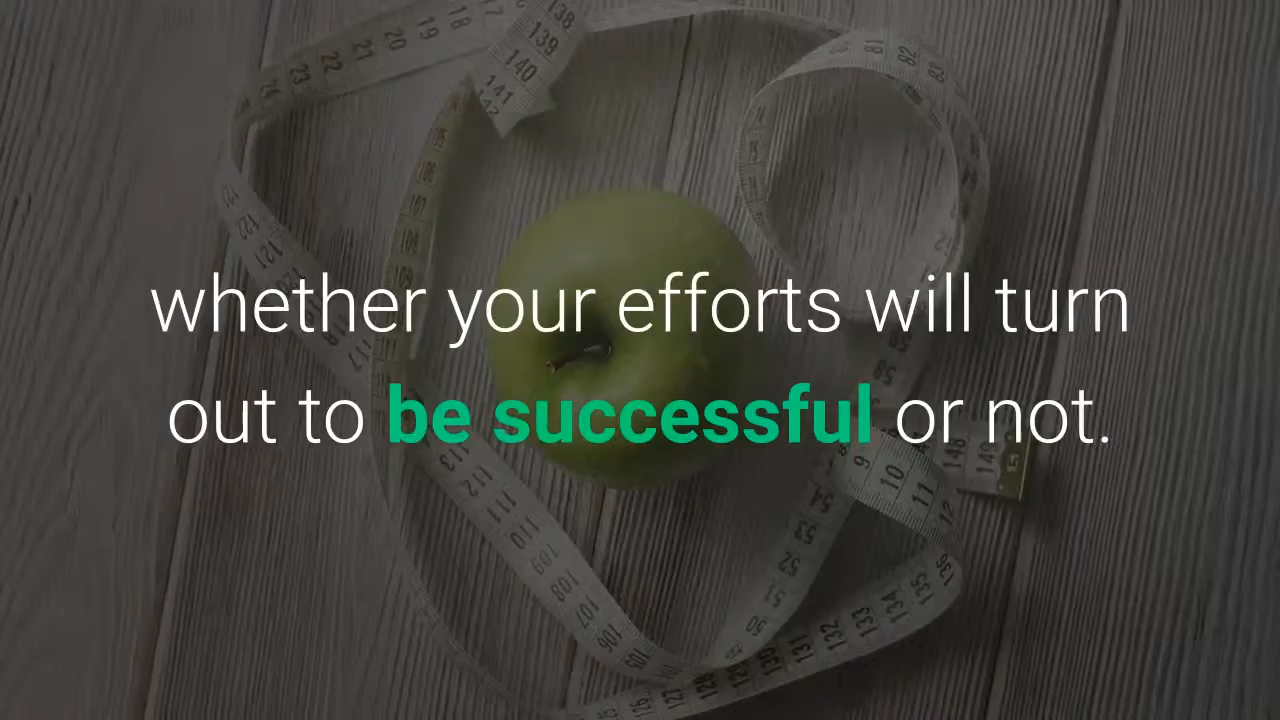 whether your efforts will turn
out to be successful or not.